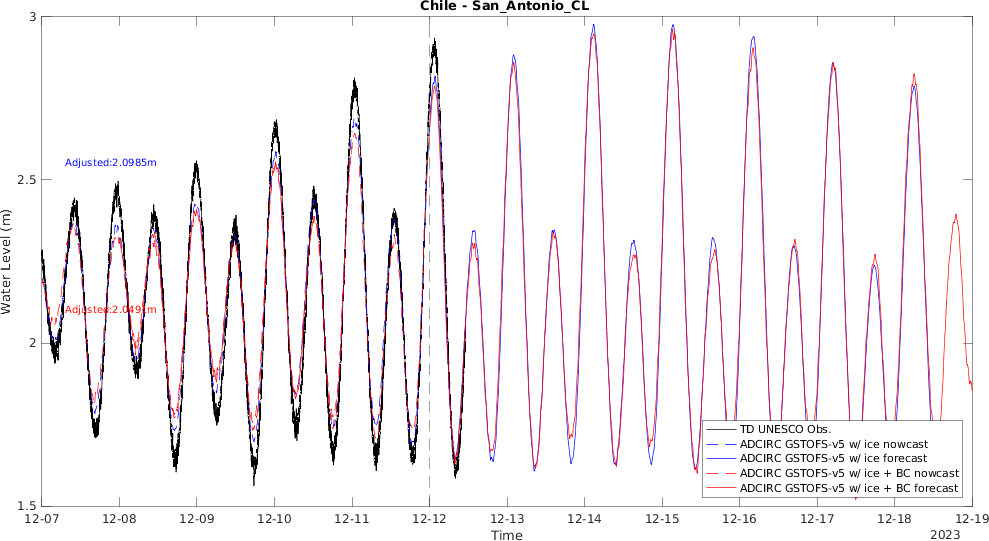 Chile - San_Antonio_CL
3
2.5
2
1.5
Water Level (m)
Adjusted:2.0985m
Adjusted:2.0491m
TD UNESCO Obs.
ADCIRC GSTOFS-v5 w/ ice nowcast
ADCIRC GSTOFS-v5 w/ ice forecast
ADCIRC GSTOFS-v5 w/ ice + BC nowcast
ADCIRC GSTOFS-v5 w/ ice + BC forecast
12-07 12-08 12-09 12-10 12-11 12-12 12-13 12-14 12-15 12-16 12-17 12-18 12-19
Time
2023